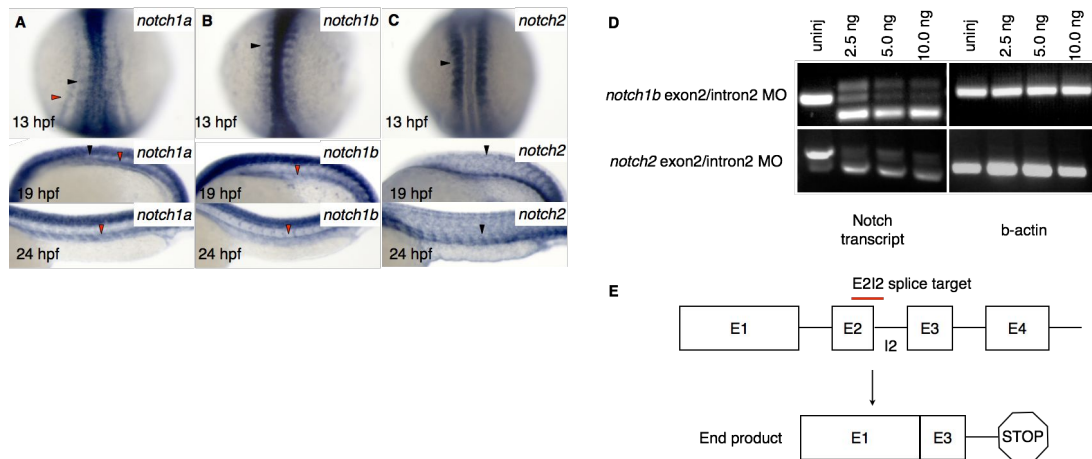 A
notch1a
13 hpf
B
notch1b
13 hpf
C
notch2
13 hpf
notch1a
19 hpf
notch1b
19 hpf
notch2
19 hpf
notch1a
24 hpf
notch1b
24 hpf
notch2
24 hpf
D
uninj
2.5 ng
5.0 ng
10.0 ng
uninj
2.5 ng
5.0 ng
10.0 ng
notch1b exon2/intron2 MO
notch2 exon2/intron2 MO
Notch
transcript
b-actin
E
E2I2 splice target
E1
E2
I2
E3
E4
End product
E1
E3
STOP